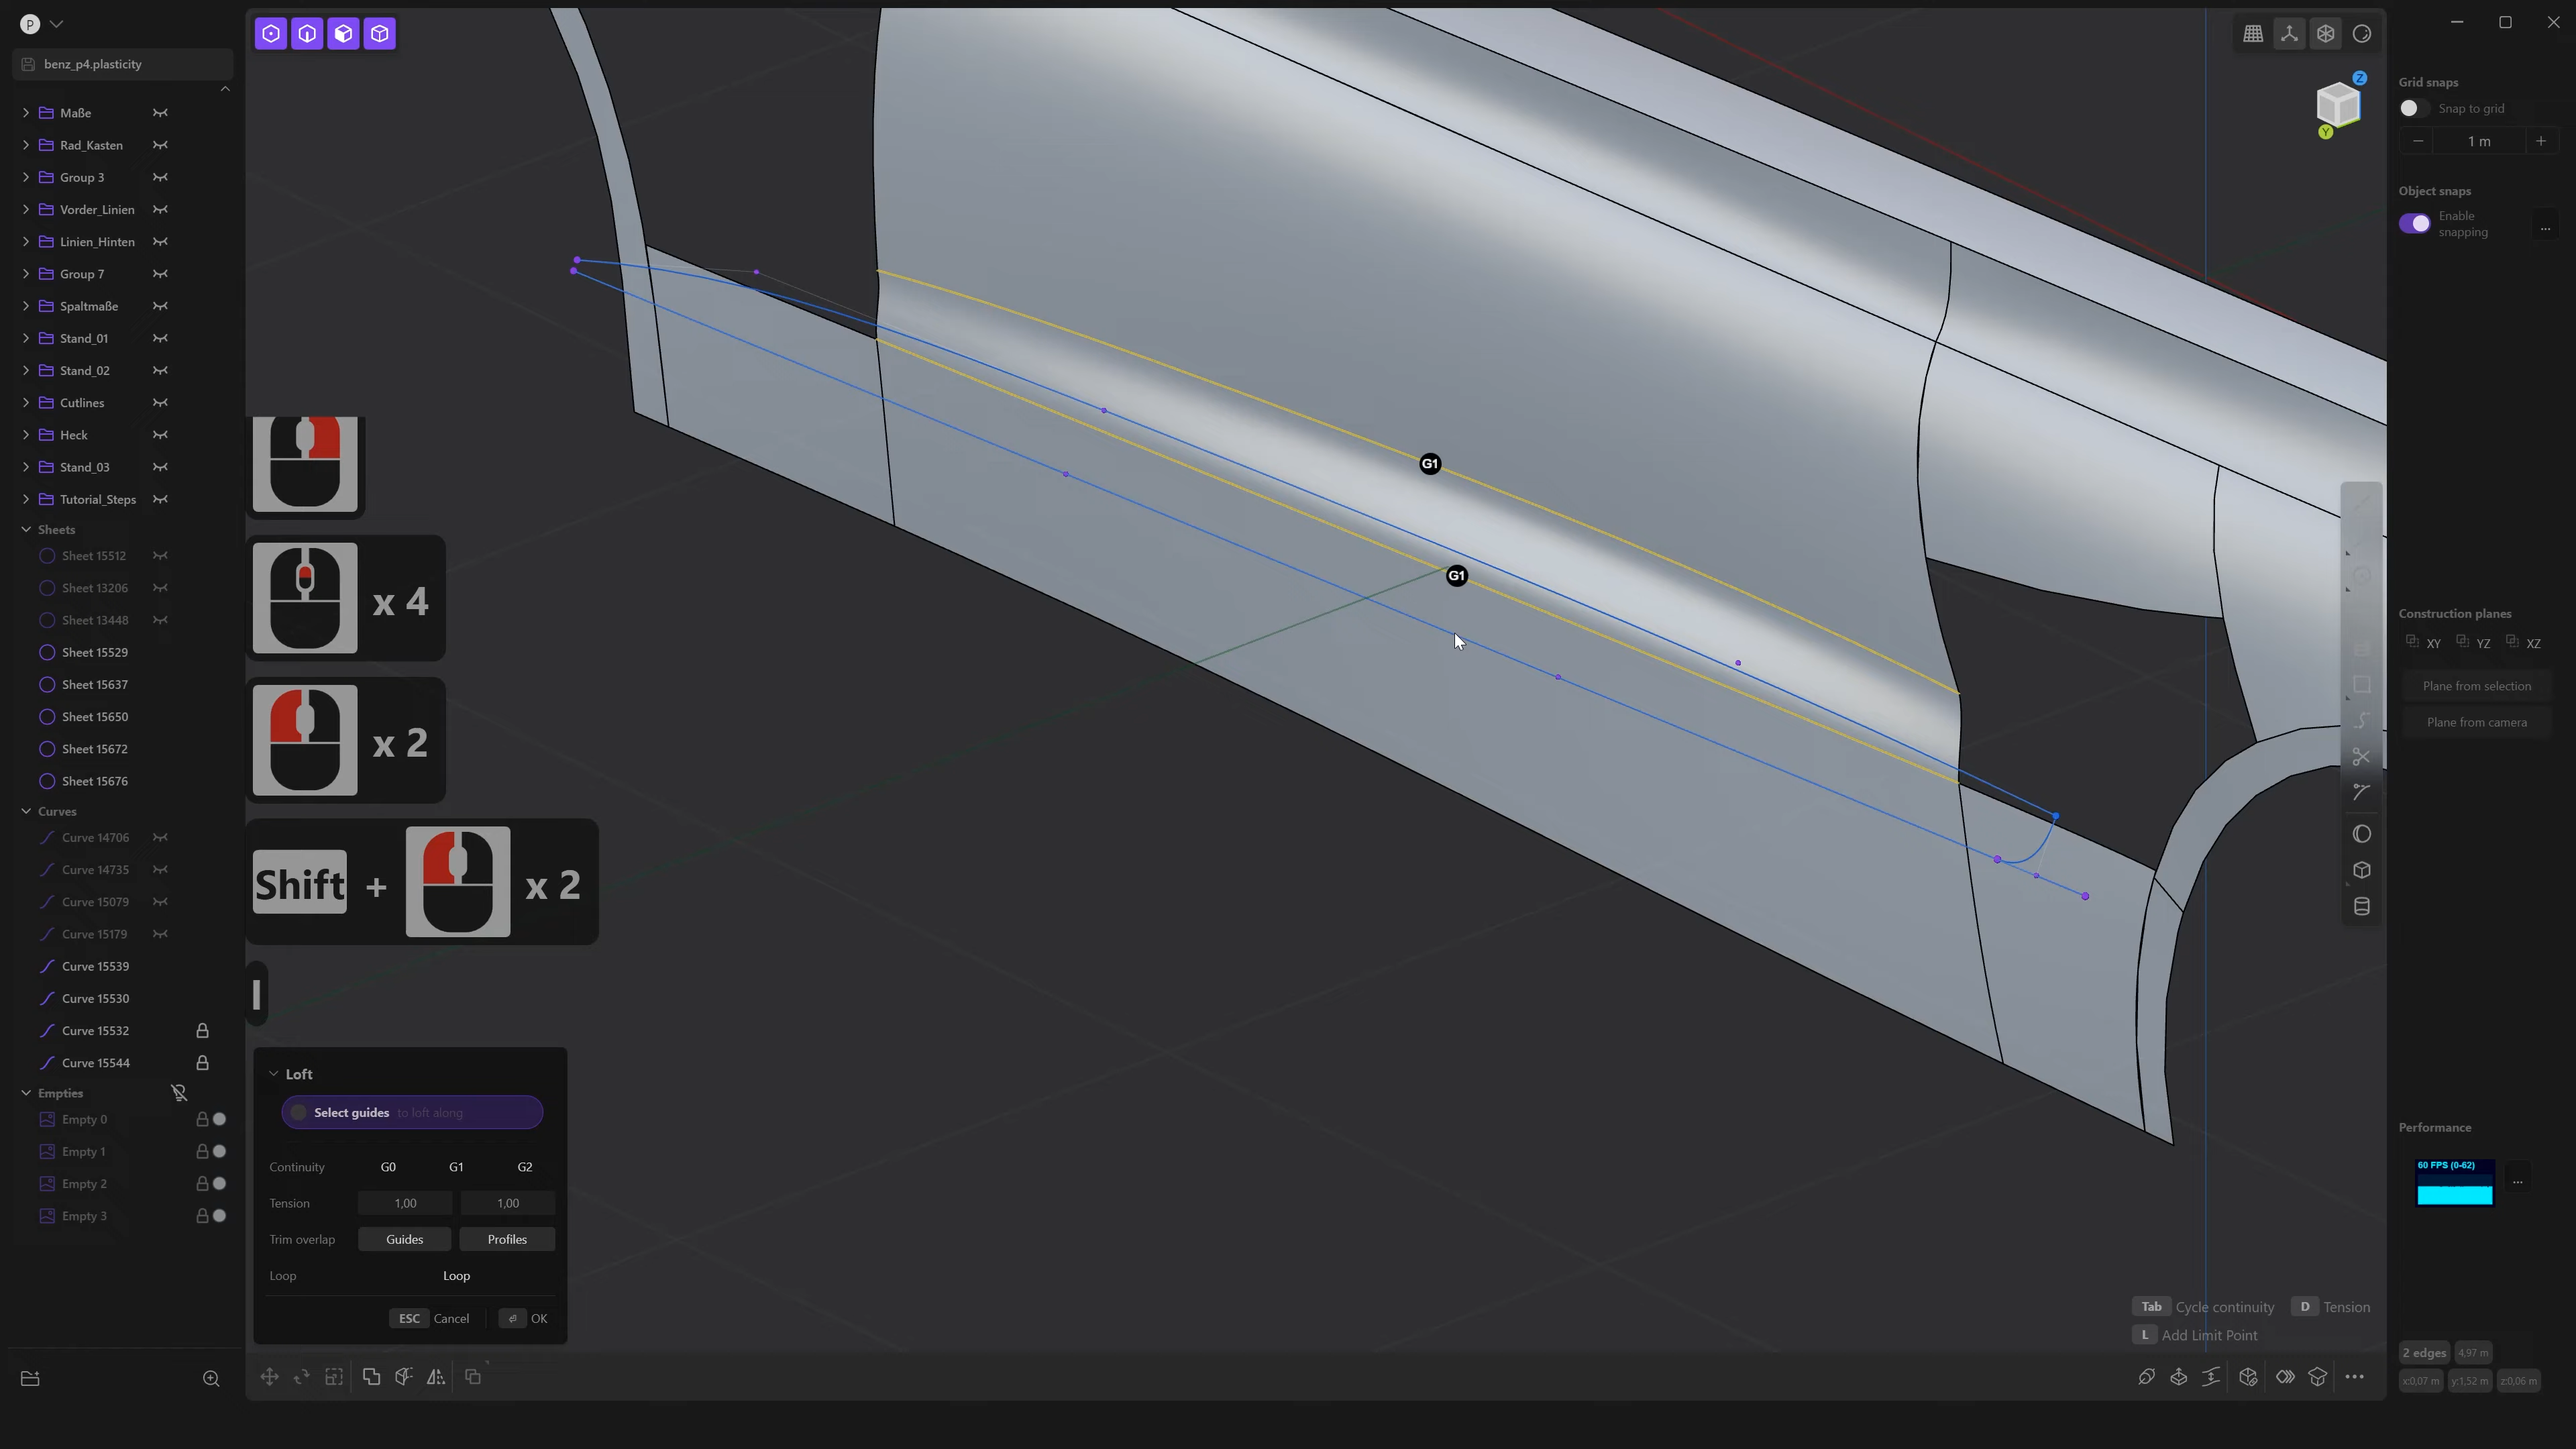 P
benz_p4.plasticity
Maße
Rad_Kasten
Group 3
Vorder_Linien
Linien_Hinten
Group 7
Spaltmaße
Stand_01
Stand_02
Cutlines
Heck
Stand_03
Tutorial_Steps
Sheets
Sheet 15512
Sheet 13206
Sheet 13448
Sheet 15529
Sheet 15637
Sheet 15650
Sheet 15672
Sheet 15676
Curves
Curve 14706
Curve 14735
Curve 15079
Curve 15179
Curve 15539
Curve 15530
Curve 15532
Curve 15544
Empties
Empty 0
Empty 1
Empty 2
Empty 3
x 4
x 2
Shift + x 2
l
Loft
Select guides to loft along
Continuity G0 G1 G2
Tension 1,00 1,00
Trim overlap Guides Profiles
Loop Loop
ESC Cancel OK
G1
G1
Z
Y
Tab Cycle continuity D Tension
L Add Limit Point
Grid snaps
Snap to grid
1 m
Object snaps
Enable
snapping
...
Construction planes
XY YZ XZ
Plane from selection
Plane from camera
Performance
60 FPS (0-62)
...
2 edges 4,97 m
x:0,07 m y:1,52 m z:0,06 m